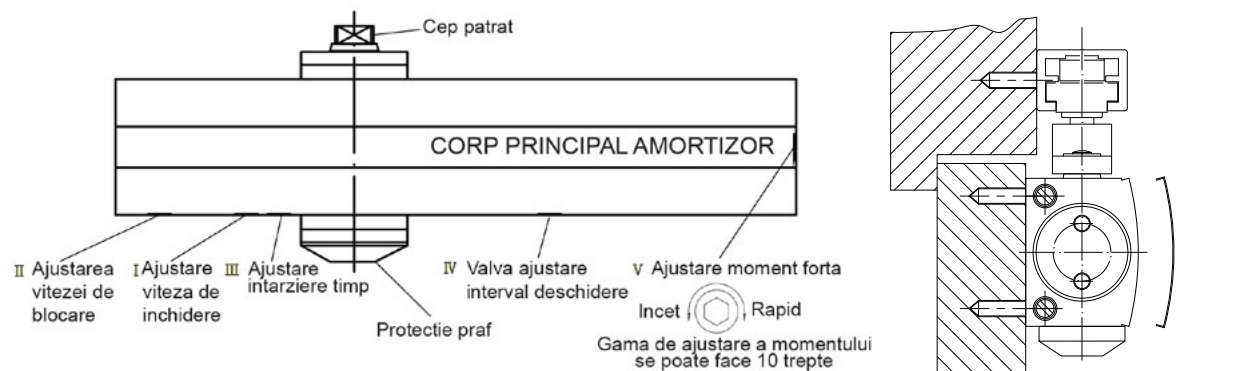 Cep patrat
CORP PRINCIPAL AMORTIZOR
II Ajustarea
vitezei de
blocare
I Ajustare
viteza de
inchidere
III Ajustare
intarziere timp
Protectie praf
IV Valva ajustare
interval deschidere
V Ajustare moment forta
Incet Rapid
Gama de ajustare a momentului
se poate face 10 trepte